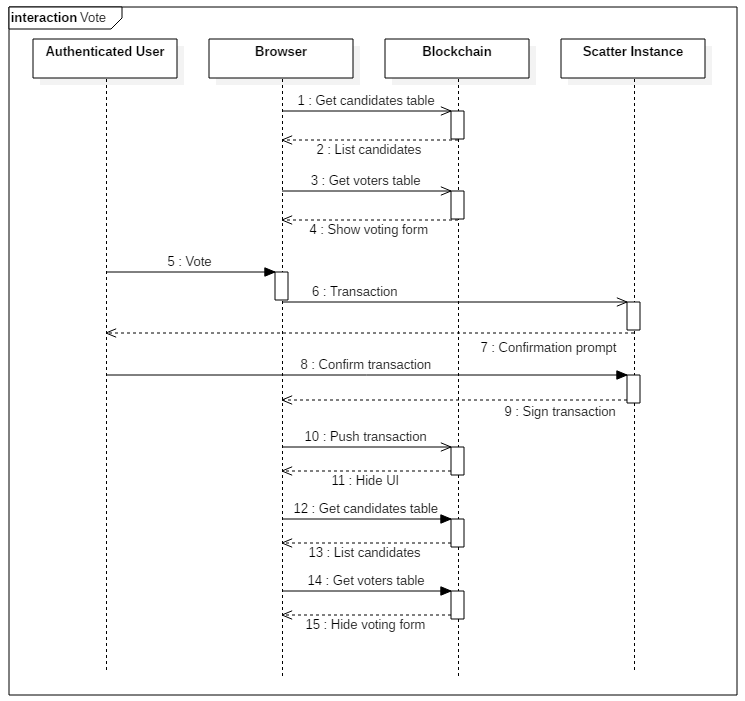 interaction Vote
Authenticated User
Browser
Blockchain
Scatter Instance
1 : Get candidates table
2 : List candidates
3 : Get voters table
4 : Show voting form
5 : Vote
6 : Transaction
7 : Confirmation prompt
8 : Confirm transaction
9 : Sign transaction
10 : Push transaction
11 : Hide UI
12 : Get candidates table
13 : List candidates
14 : Get voters table
15 : Hide voting form